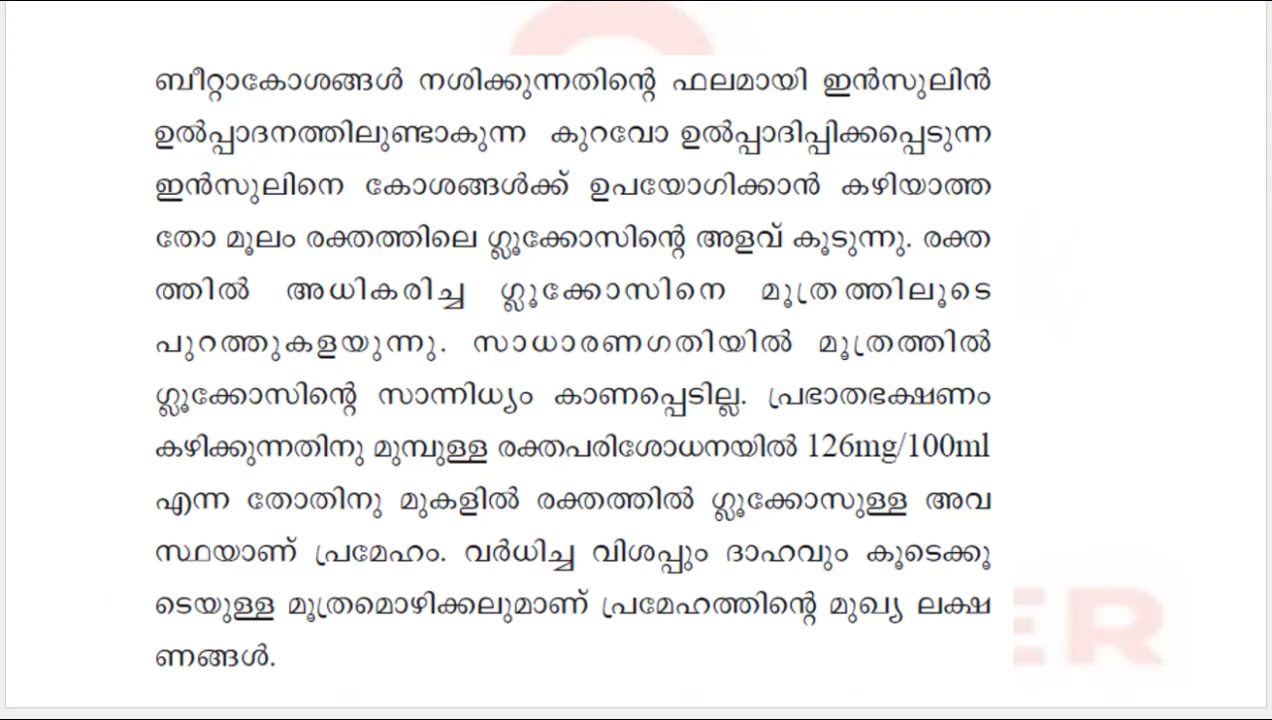 ബീറ്റാകോശങ്ങൾ നശിക്കുന്നതിന്റെ ഫലമായി ഇൻസുലിൻ
ഉൽപ്പാദനത്തിലുണ്ടാകുന്ന കുറവോ ഉൽപ്പാദിപ്പിക്കപ്പെടുന്ന
ഇൻസുലിനെ കോശങ്ങൾക്ക് ഉപയോഗിക്കാൻ കഴിയാത്ത
തോ മൂലം രക്തത്തിലെ ഗ്ലൂക്കോസിന്റെ അളവ് കൂടുന്നു. രക്ത
ത്തിൽ അധികരിച്ച ഗ്ലൂക്കോസിനെ മൂത്രത്തിലൂടെ
പുറത്തുകളയുന്നു. സാധാരണഗതിയിൽ മൂത്രത്തിൽ
ഗ്ലൂക്കോസിന്റെ സാന്നിധ്യം കാണപ്പെടില്ല. പ്രഭാതഭക്ഷണം
കഴിക്കുന്നതിനു മുമ്പുള്ള രക്തപരിശോധനയിൽ 126mg/100ml
എന്ന തോതിനു മുകളിൽ രക്തത്തിൽ ഗ്ലൂക്കോസുള്ള അവ
സ്ഥയാണ് പ്രമേഹം. വർധിച്ച വിശപ്പും ദാഹവും കൂടെക്കൂ
ടെയുള്ള മൂത്രമൊഴിക്കലുമാണ് പ്രമേഹത്തിന്റെ മുഖ്യ ലക്ഷ
ണങ്ങൾ.
ER